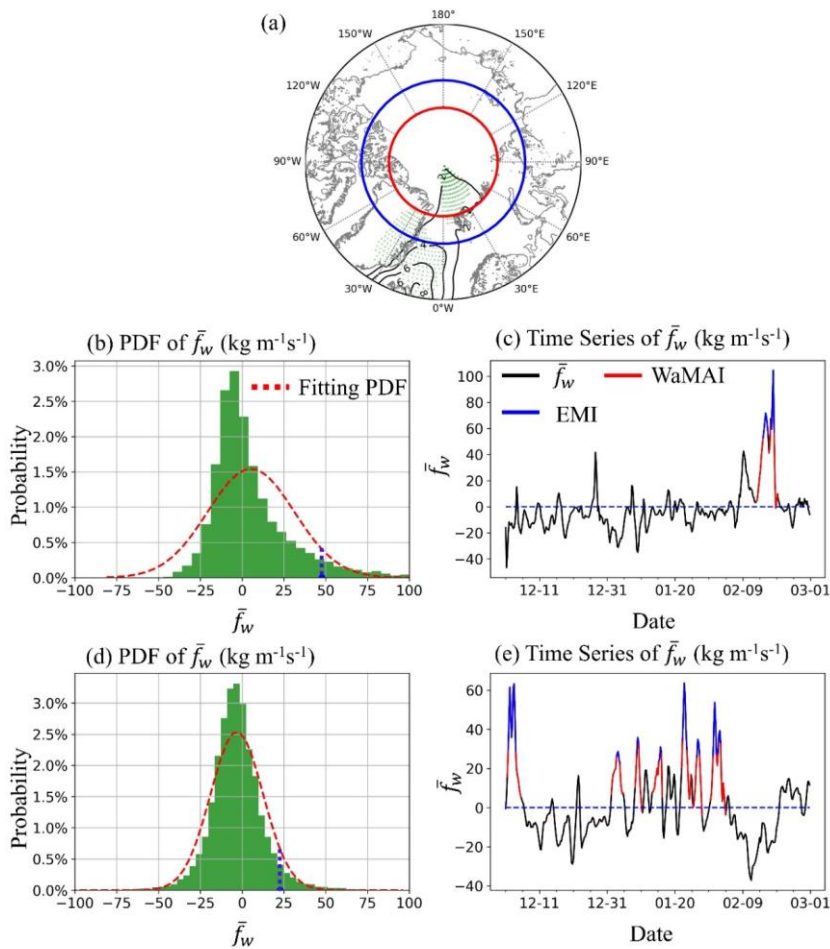 (a)
180°
150°W
150°E
120°W
120°E
90°W
90°E
60°W
60°E
30°W
30°E
0°W
2
2
4
6
6
8
(b) PDF of f̄w (kg m⁻¹s⁻¹)
Fitting PDF
Probability
3.0%
2.5%
2.0%
1.5%
1.0%
0.5%
0.0%
−100 −75 −50 −25 0 25 50 75 100
f̄w
(c) Time Series of f̄w (kg m⁻¹s⁻¹)
f̄w WaMAI
EMI
f̄w
100
80
60
40
20
0
−20
−40
12-11 12-31 01-20 02-09 03-01
Date
(d) PDF of f̄w (kg m⁻¹s⁻¹)
Probability
3.0%
2.5%
2.0%
1.5%
1.0%
0.5%
0.0%
−100 −75 −50 −25 0 25 50 75 100
f̄w
(e) Time Series of f̄w (kg m⁻¹s⁻¹)
f̄w
60
40
20
0
−20
−40
12-11 12-31 01-20 02-09 03-01
Date